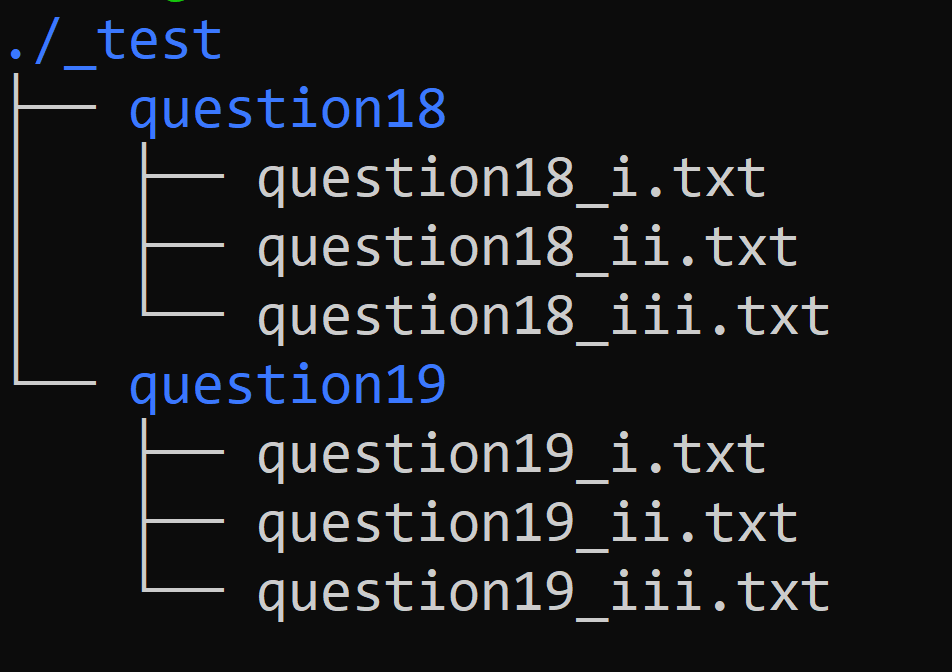 ./_test
├── question18
│   ├── question18_i.txt
│   ├── question18_ii.txt
│   └── question18_iii.txt
└── question19
    ├── question19_i.txt
    ├── question19_ii.txt
    └── question19_iii.txt